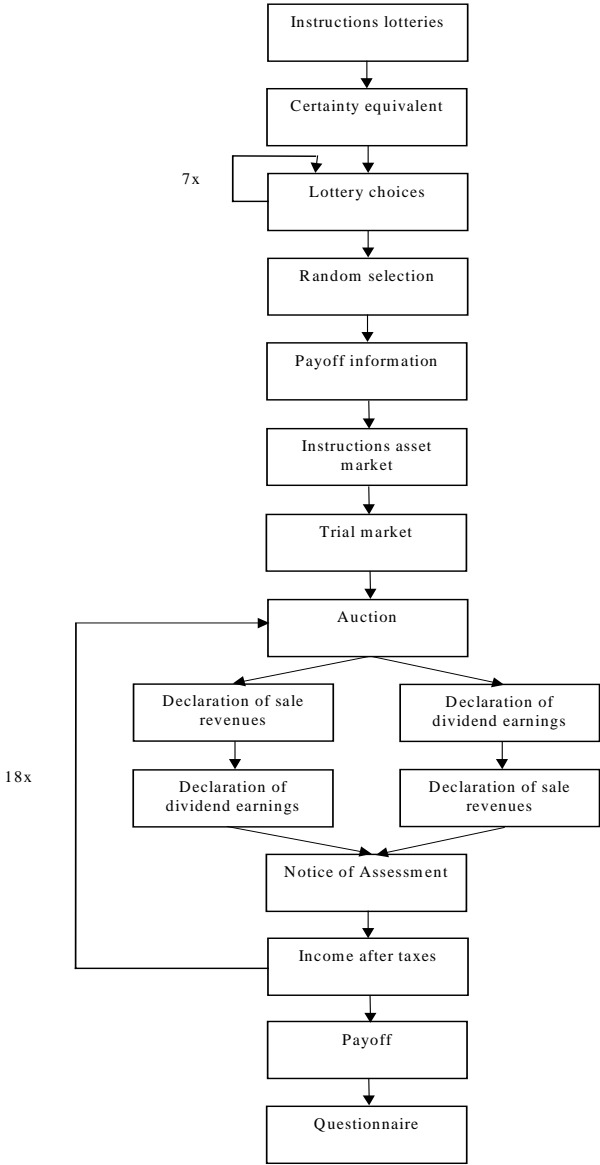 Instructions lotteries
Certainty equivalent
7x
Lottery choices
Random selection
Payoff information
Instructions asset
market
Trial market
Auction
Declaration of sale
revenues
Declaration of
dividend earnings
18x
Declaration of
dividend earnings
Declaration of sale
revenues
Notice of Assessment
Income after taxes
Payoff
Questionnaire